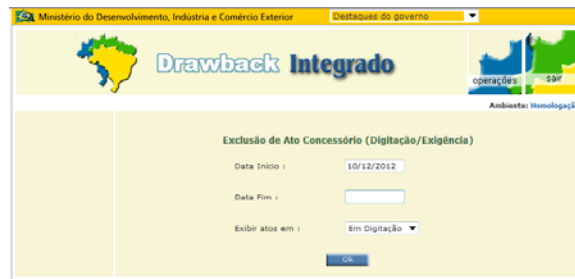 Ministério do Desenvolvimento, Indústria e Comércio Exterior
Destaques do governo
Drawback Integrado
operações
sair
Ambiente: Homologaçã
Exclusão de Ato Concessório (Digitação/Exigência)
Data Início :
10/12/2012
Data Fim :
Exibir atos em :
Em Digitação
Ok